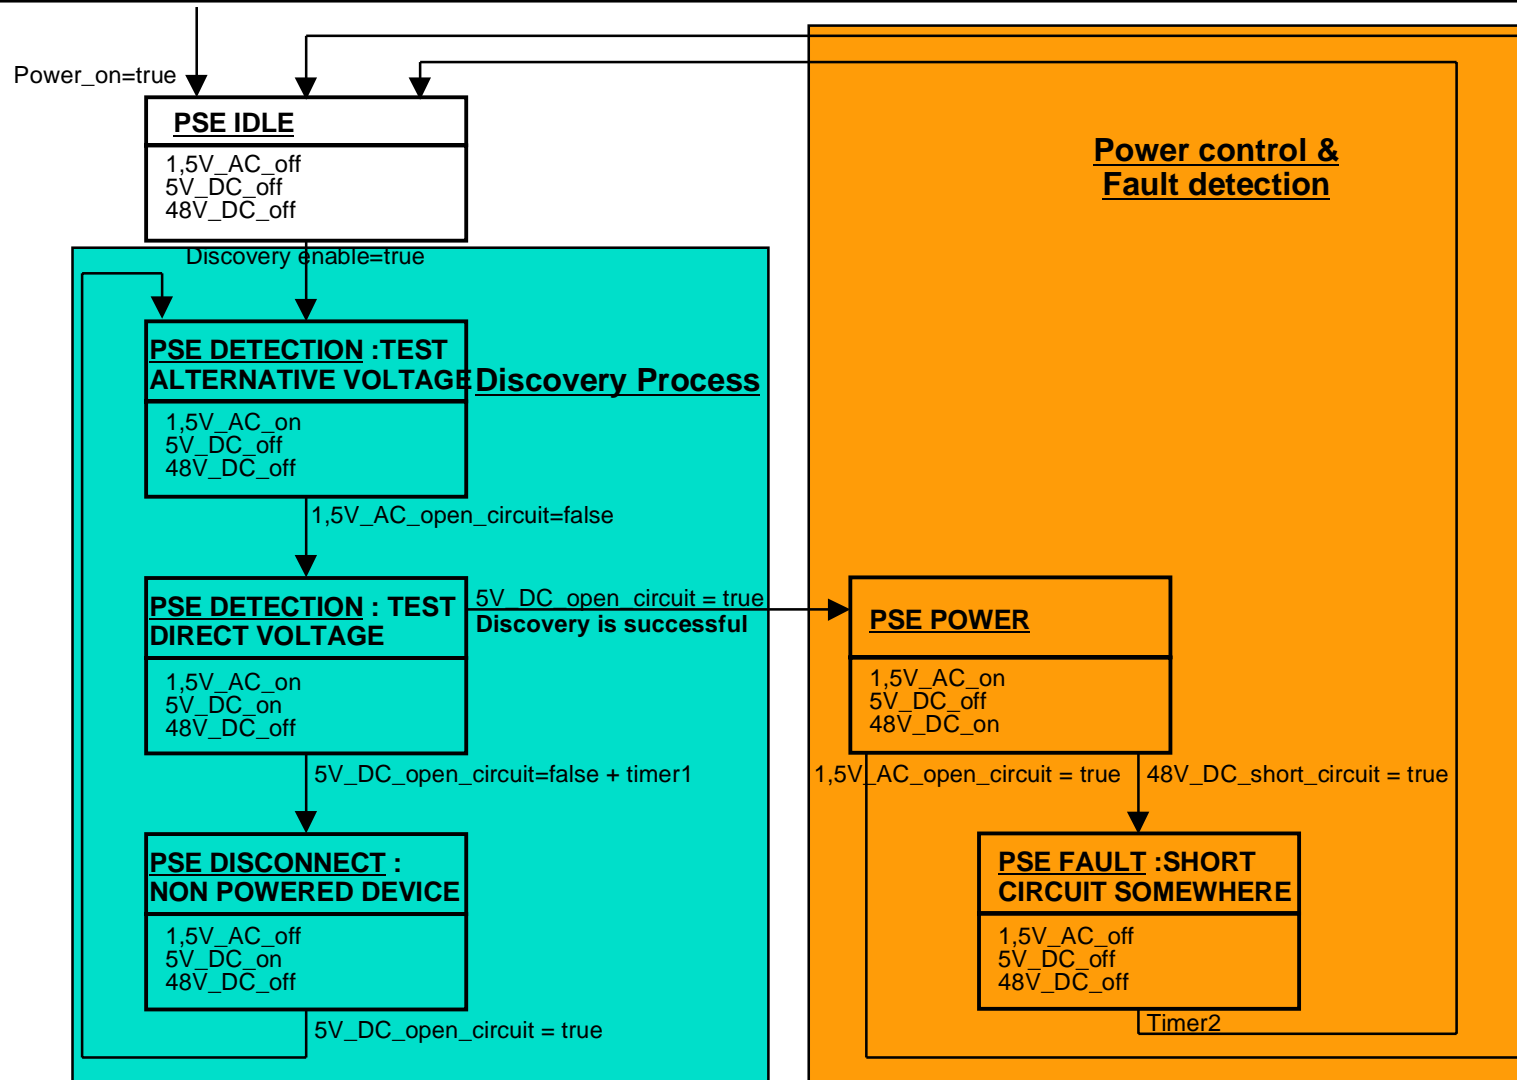 Power_on=true
PSE IDLE
1,5V_AC_off
5V_DC_off
48V_DC_off
Power control &
Fault detection
Discovery enable=true
PSE DETECTION :TEST
ALTERNATIVE VOLTAGE
Discovery Process
1,5V_AC_on
5V_DC_off
48V_DC_off
1,5V_AC_open_circuit=false
PSE DETECTION : TEST
DIRECT VOLTAGE
1,5V_AC_on
5V_DC_on
48V_DC_off
5V_DC_open_circuit = true
Discovery is successful
PSE POWER
1,5V_AC_on
5V_DC_off
48V_DC_on
5V_DC_open_circuit=false + timer1
1,5V_AC_open_circuit = true
48V_DC_short_circuit = true
PSE DISCONNECT :
NON POWERED DEVICE
1,5V_AC_off
5V_DC_on
48V_DC_off
5V_DC_open_circuit = true
PSE FAULT :SHORT
CIRCUIT SOMEWHERE
1,5V_AC_off
5V_DC_off
48V_DC_off
Timer2